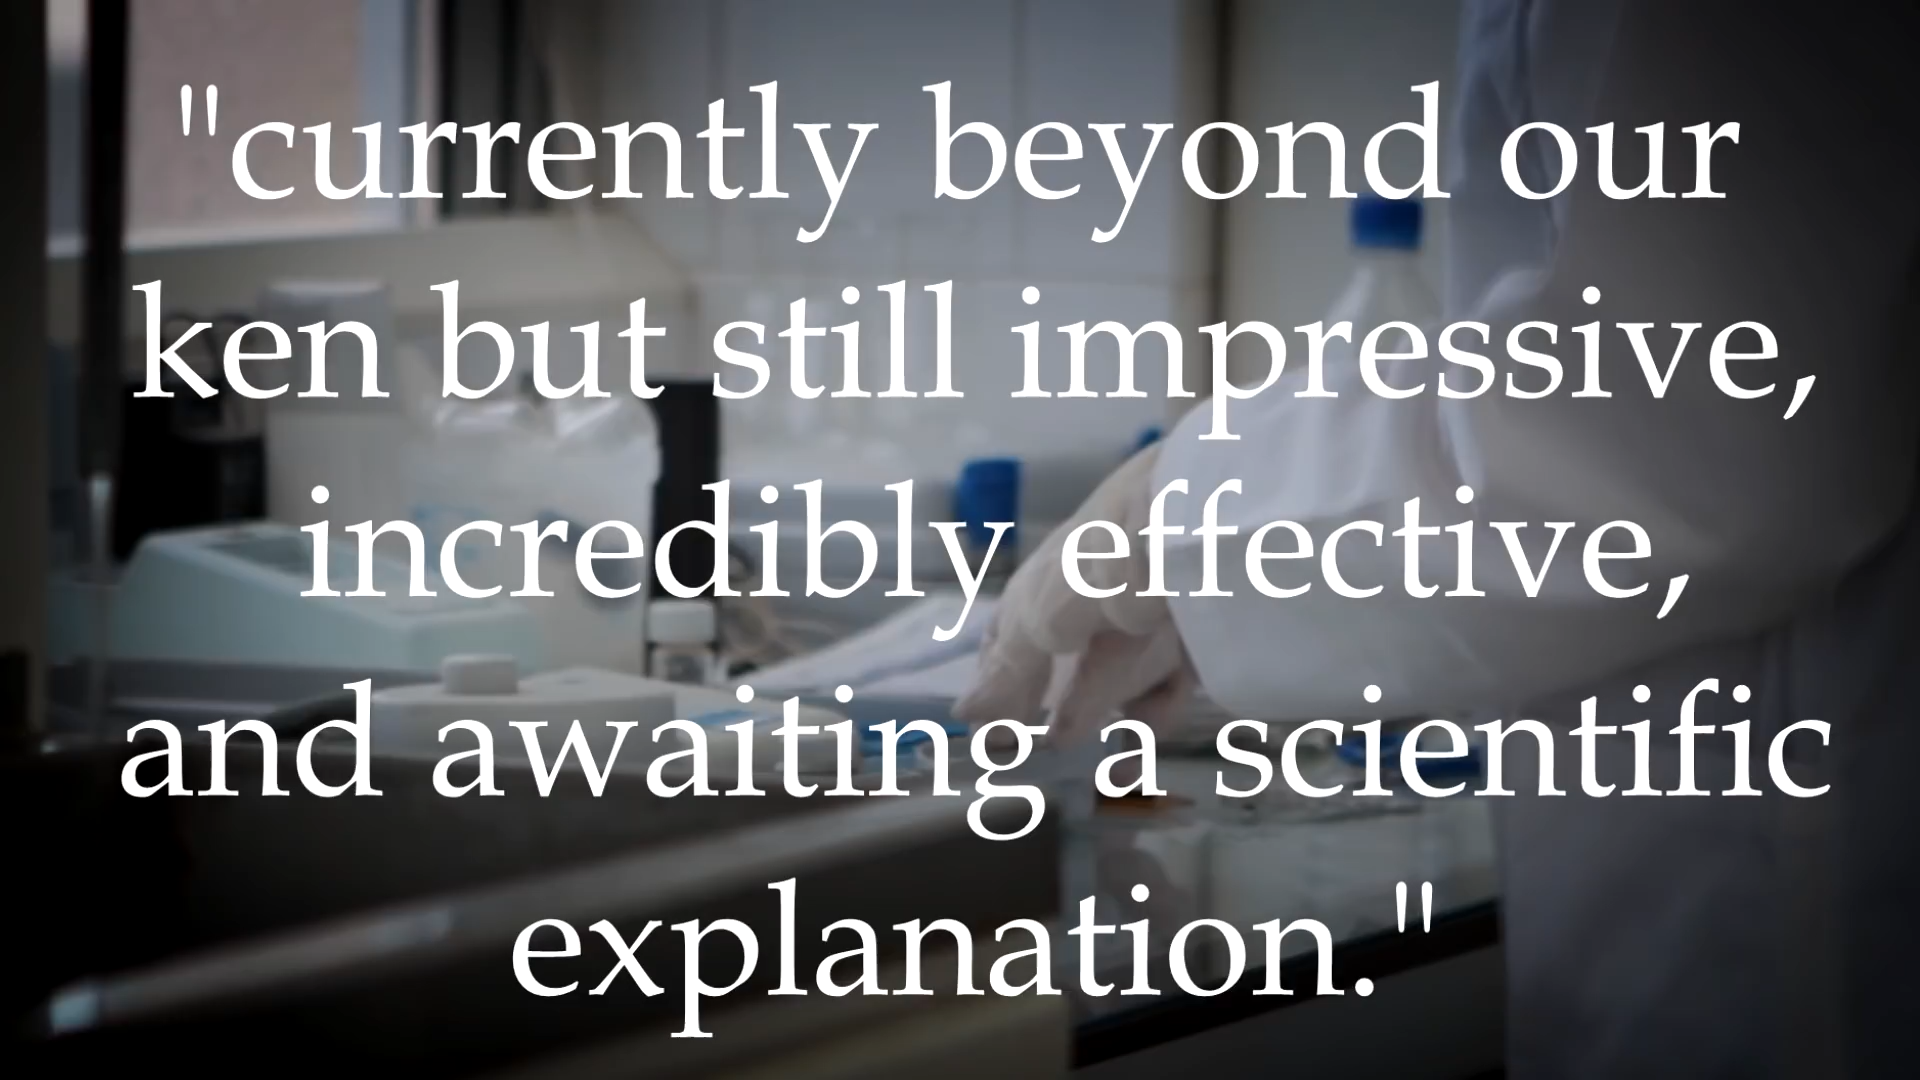 "currently beyond our
ken but still impressive,
incredibly effective,
and awaiting a scientific
explanation."